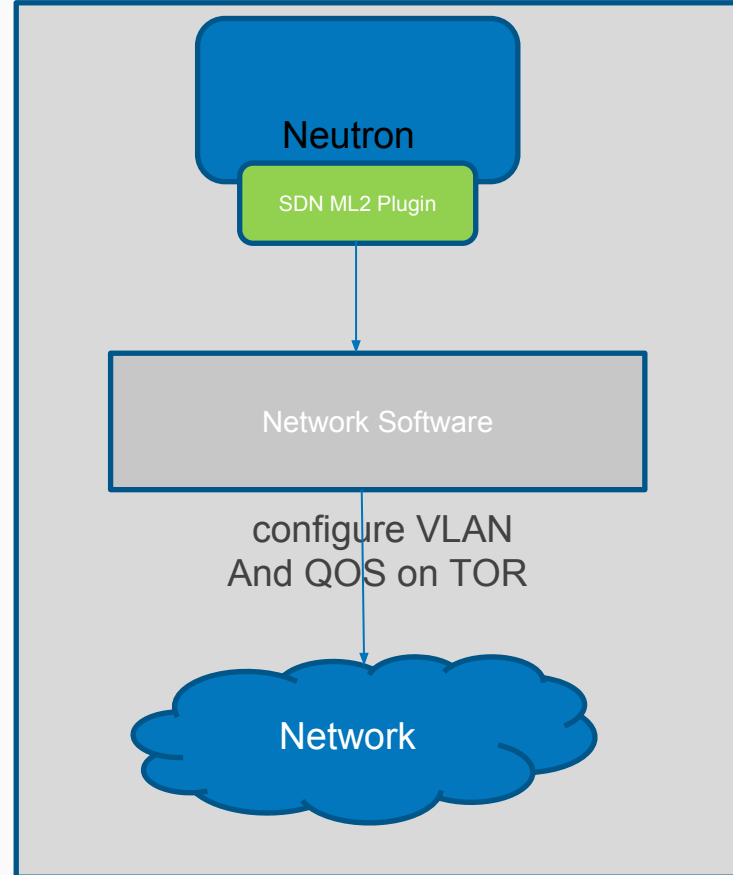 Neutron
SDN ML2 Plugin
Network Software
configure VLAN
And QOS on TOR
Network